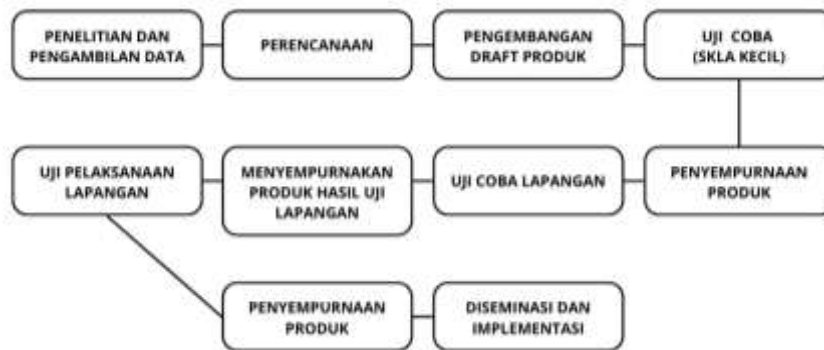 PENELITIAN DAN
PENGAMBILAN DATA
PERENCANAAN
PENGEMBANGAN
DRAFT PRODUK
UJI COBA
(SKLA KECIL)
UJI PELAKSANAAN
LAPANGAN
MENYEMPURNAKAN
PRODUK HASIL UJI
LAPANGAN
UJI COBA LAPANGAN
PENYEMPURNAAN
PRODUK
PENYEMPURNAAN
PRODUK
DISEMINASI DAN
IMPLEMENTASI